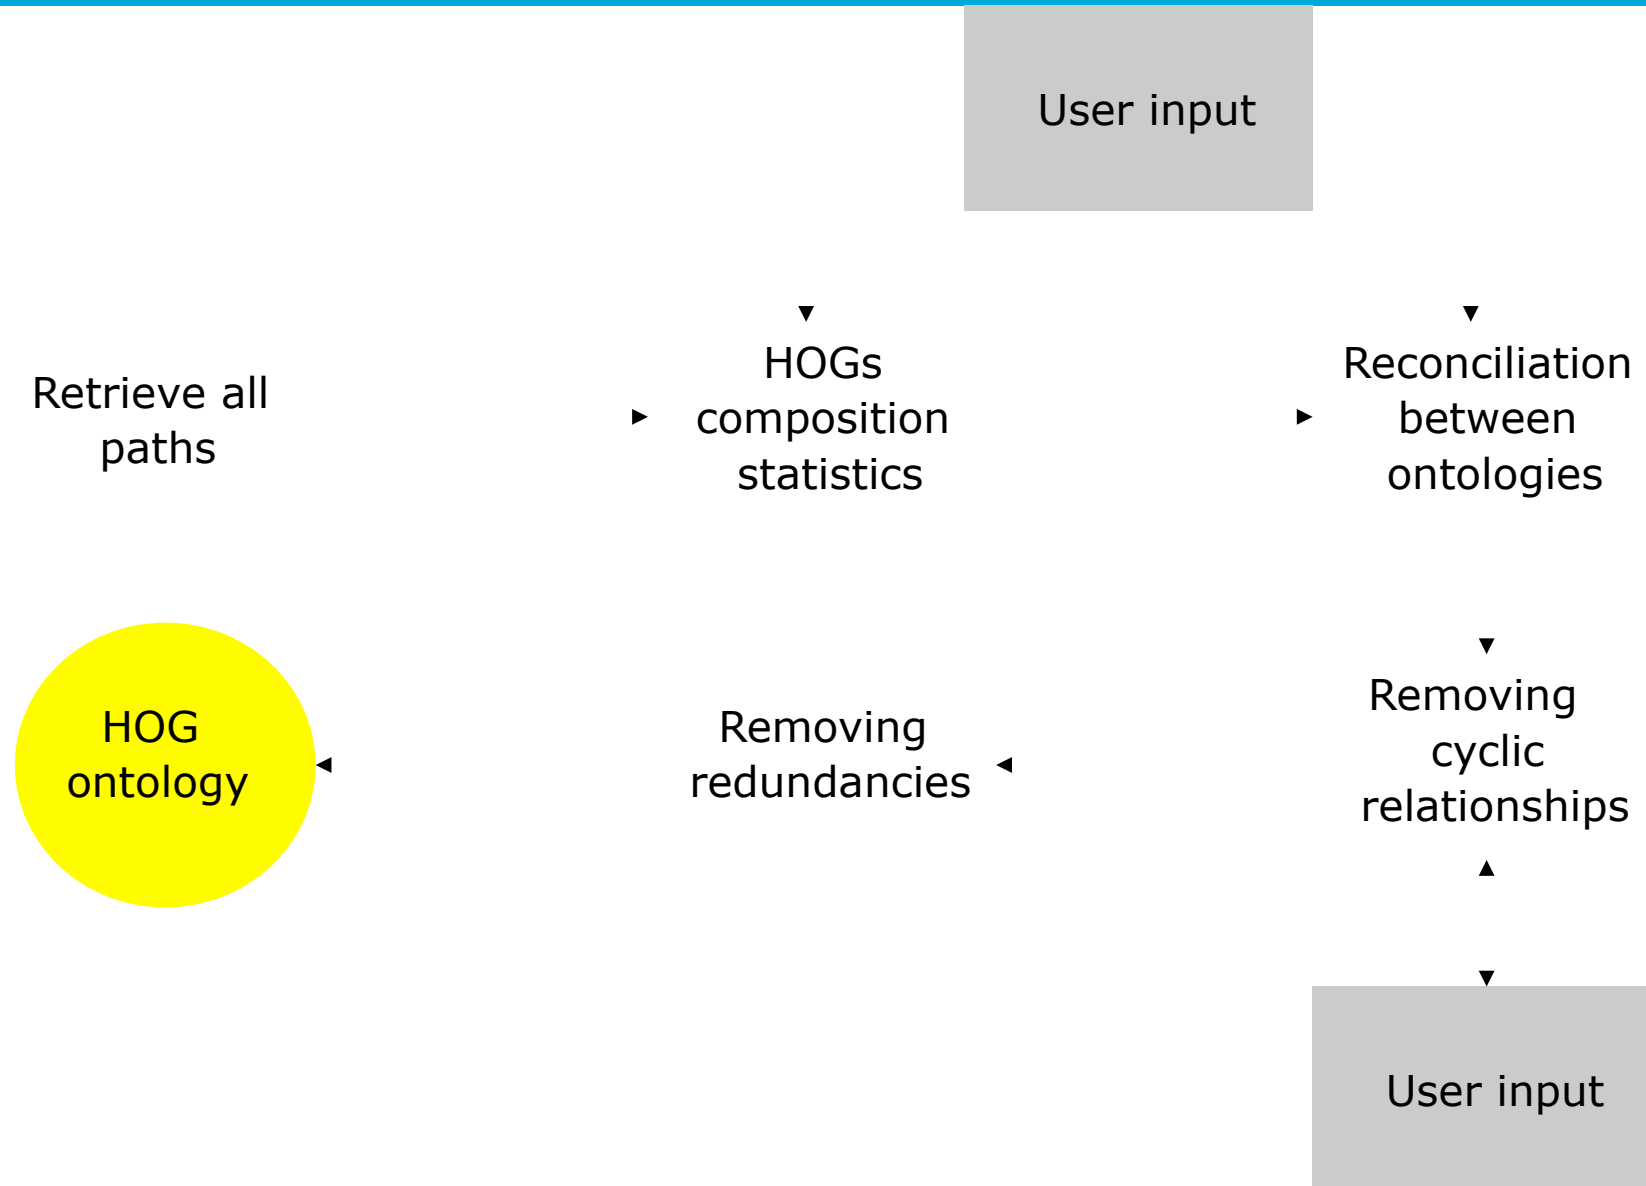 User input
Retrieve all
paths
HOGs
composition
statistics
Reconciliation
between
ontologies
HOG
ontology
Removing
redundancies
Removing
cyclic
relationships
User input